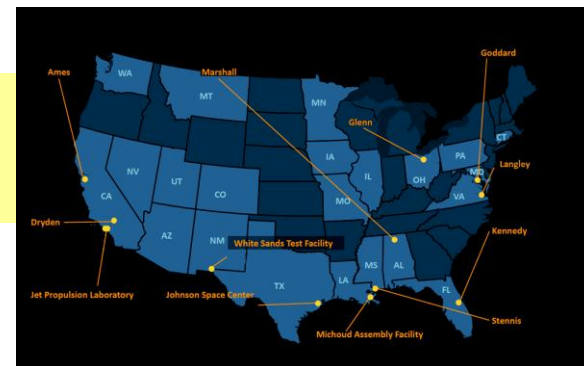 Goddard
Ames
Marshall
WA
MT
MN
Glenn
CT
IA
PA
MD
Langley
NV
IL
OH
UT
CO
VA
CA
MO
Dryden
Kennedy
AZ
NM
White Sands Test Facility
MS
AL
LA
TX
FL
Jet Propulsion Laboratory
Johnson Space Center
Stennis
Michoud Assembly Facility